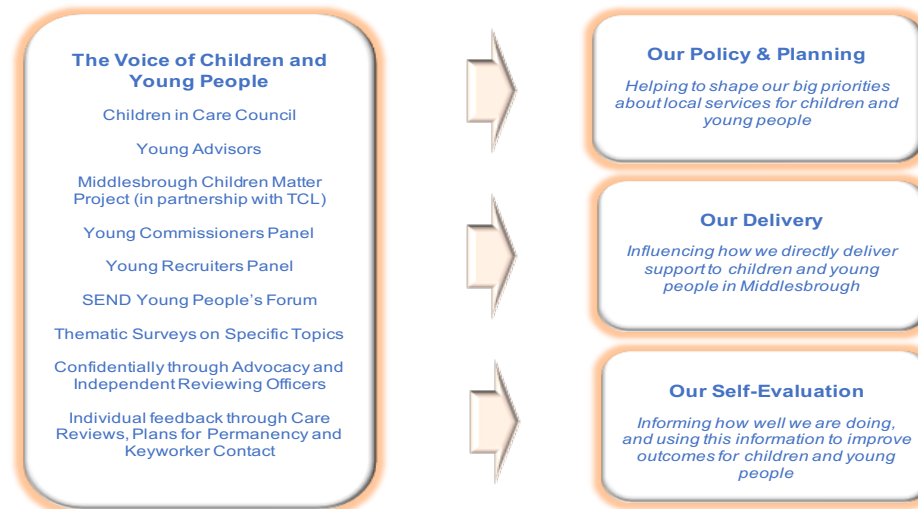 The Voice of Children and
Young People
Children in Care Council
Young Advisors
Middlesbrough Children Matter
Project (in partnership with TCL)
Young Commissioners Panel
Young Recruiters Panel
SEND Young People's Forum
Thematic Surveys on Specific Topics
Confidentially through Advocacy and
Independent Reviewing Officers
Individual feedback through Care
Reviews, Plans for Permanency and
Keyworker Contact
Our Policy & Planning
Helping to shape our big priorities
about local services for children and
young people
Our Delivery
Influencing how we directly deliver
support to children and young
people in Middlesbrough
Our Self-Evaluation
Informing how well we are doing,
and using this information to improve
outcomes for children and young
people